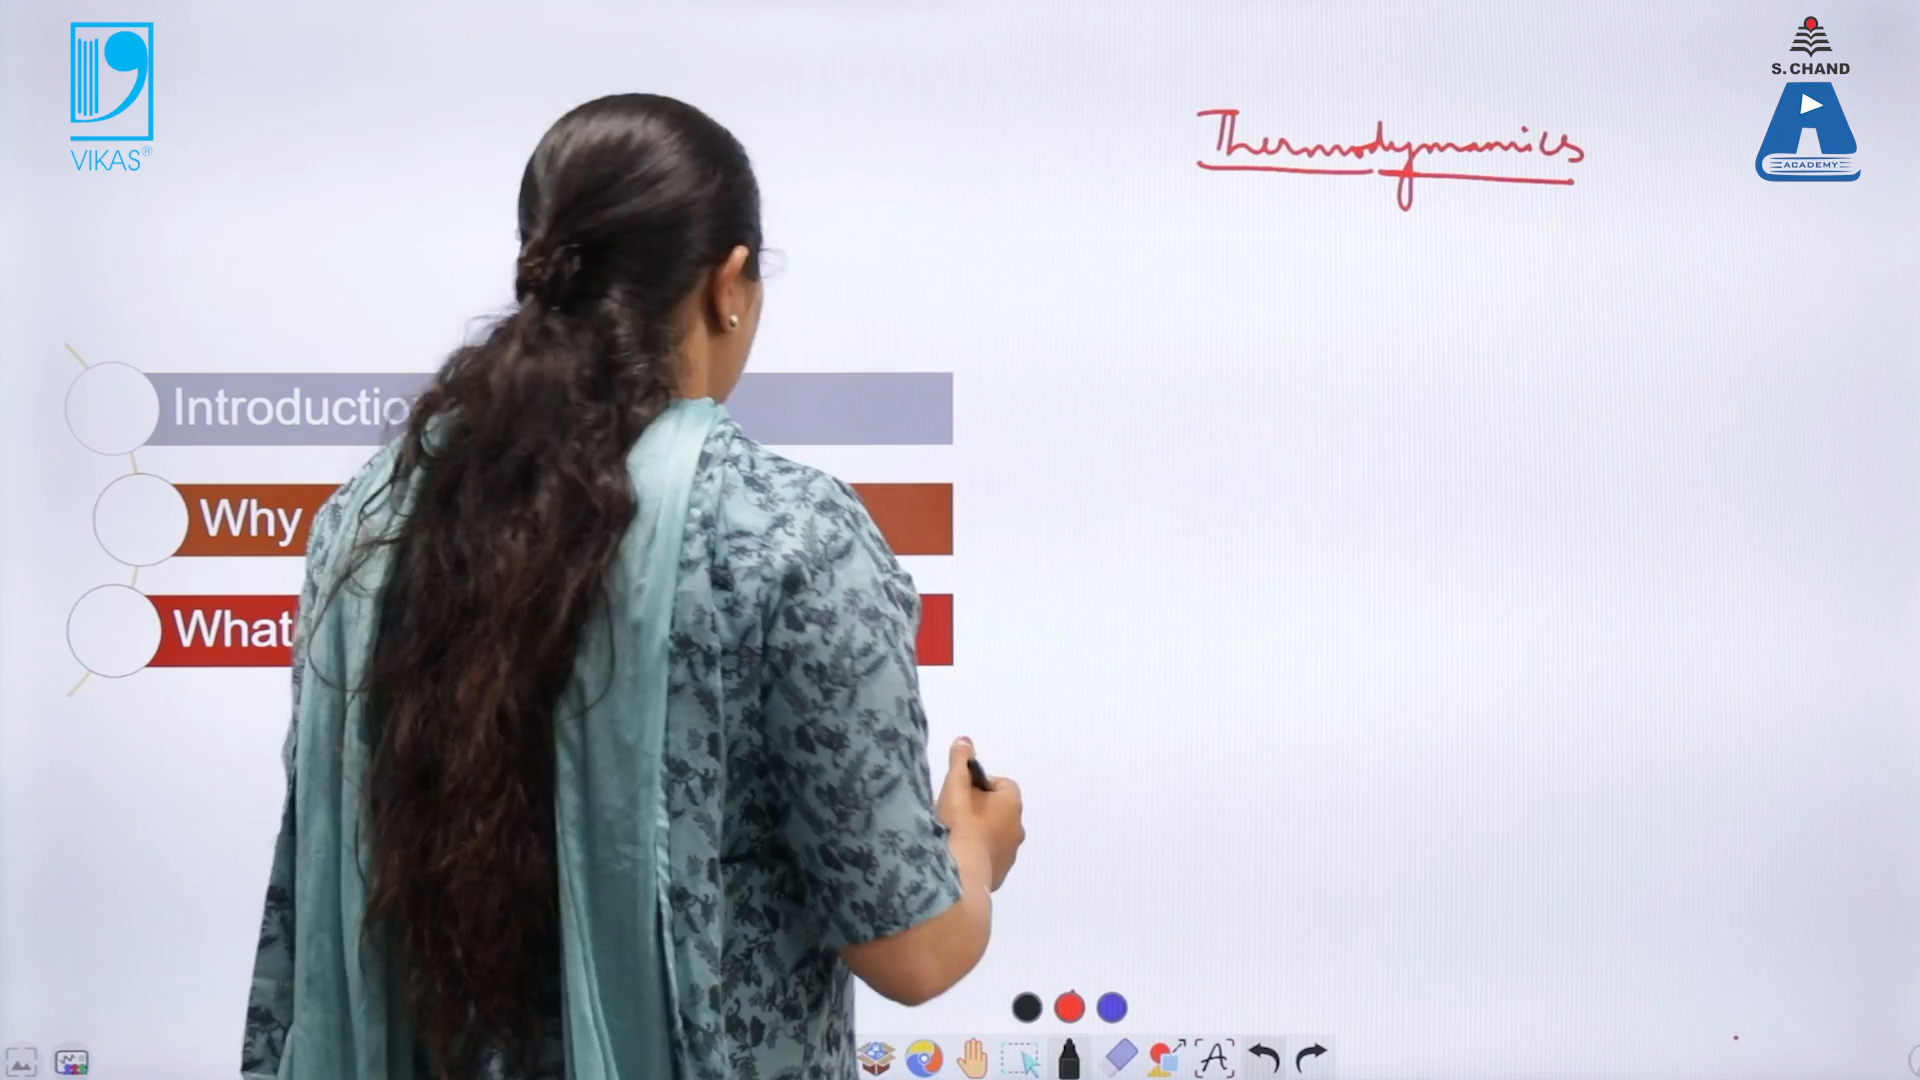 VIKAS®
S. CHAND
ACADEMY
Thermodynamics
Introductio
Why
What